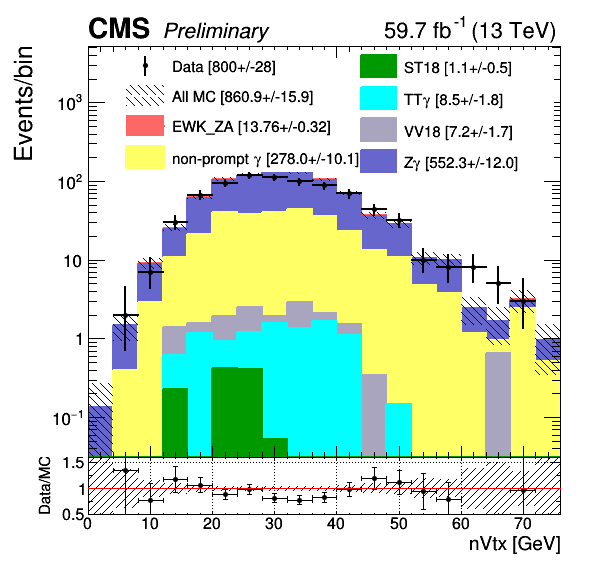 CMS Preliminary 59.7 fb⁻¹ (13 TeV)
Events/bin
Data [800+/-28]
All MC [860.9+/-15.9]
EWK_ZA [13.76+/-0.32]
non-prompt γ [278.0+/-10.1]
ST18 [1.1+/-0.5]
TTγ [8.5+/-1.8]
VV18 [7.2+/-1.7]
Zγ [552.3+/-12.0]
10³
10²
10
1
10⁻¹
Data/MC
1.5
1
0.5
0 10 20 30 40 50 60 70
nVtx [GeV]